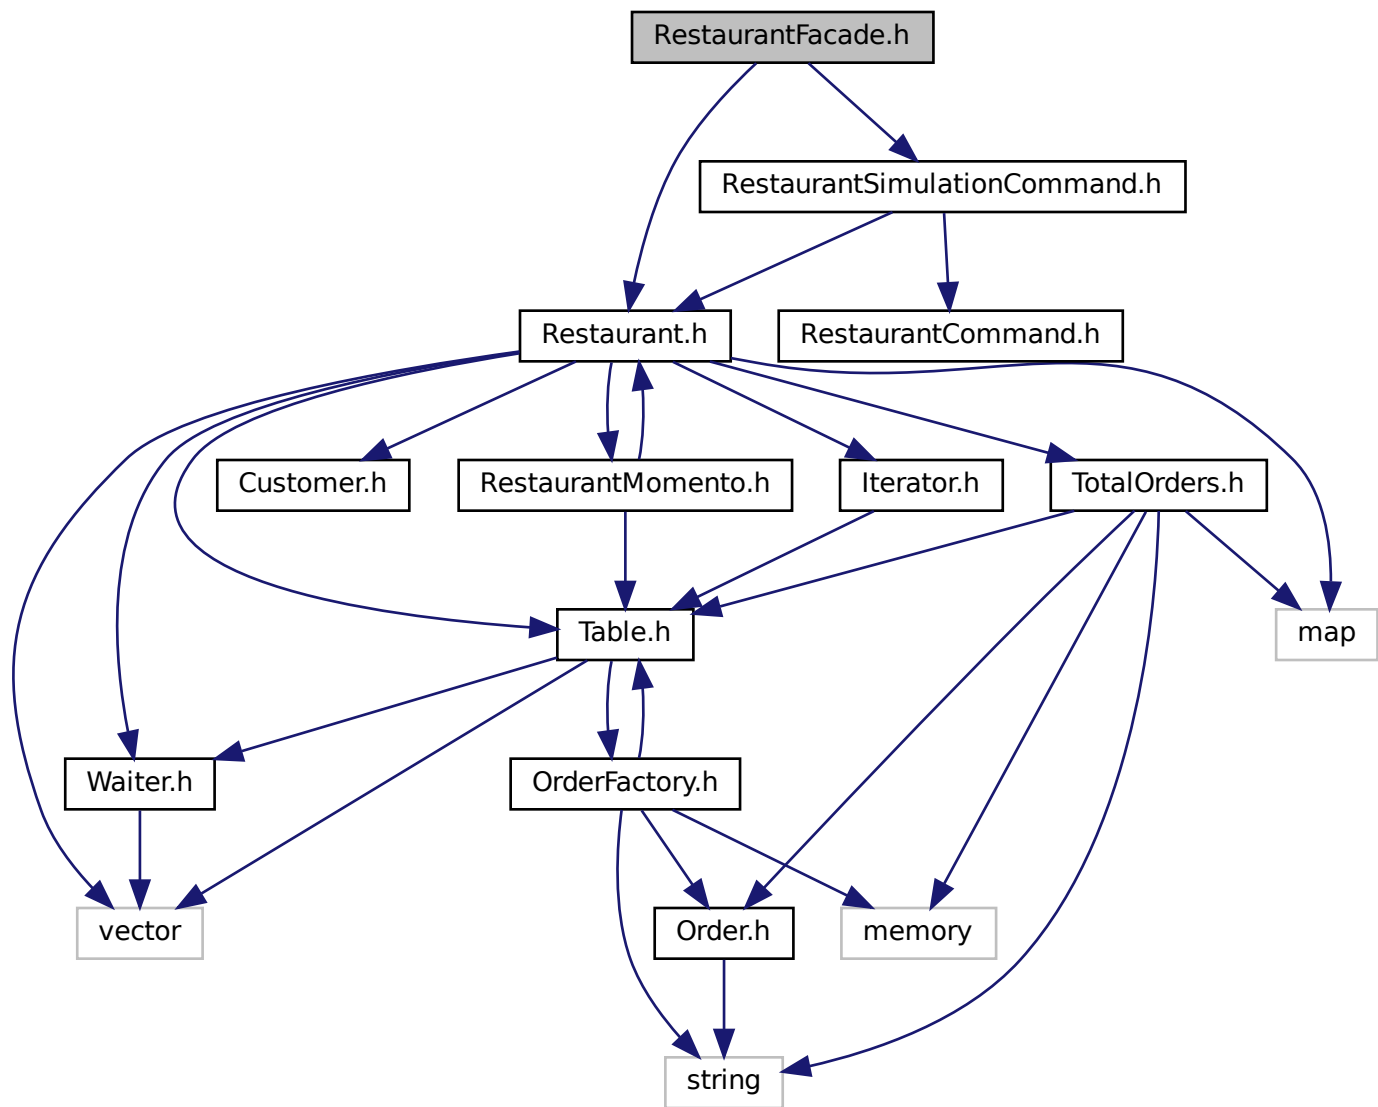 RestaurantFacade.h
RestaurantSimulationCommand.h
Restaurant.h
RestaurantCommand.h
Customer.h
RestaurantMomento.h
Iterator.h
TotalOrders.h
Table.h
map
Waiter.h
OrderFactory.h
vector
Order.h
memory
string